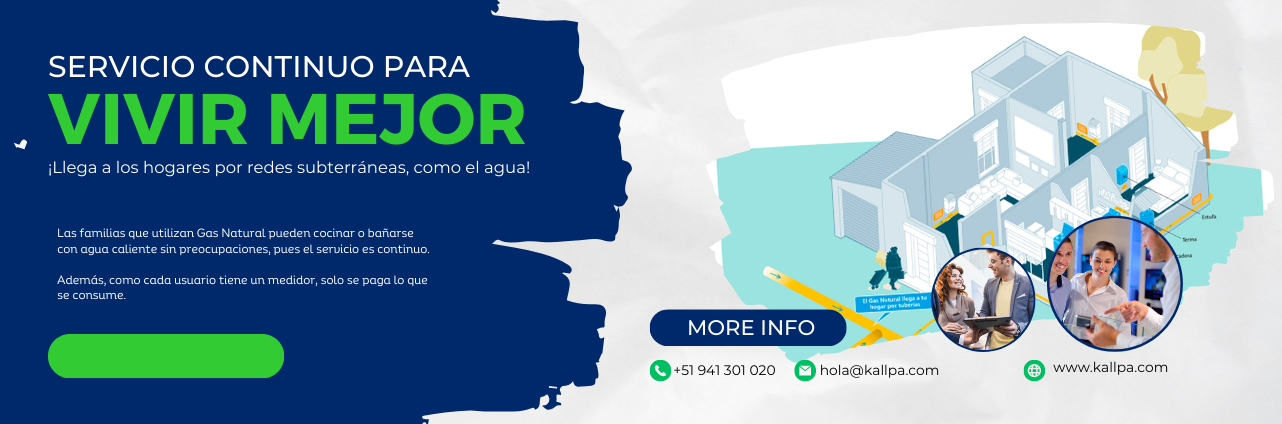 SERVICIO CONTINUO PARA
VIVIR MEJOR
¡Llega a los hogares por redes subterráneas, como el agua!
Las familias que utilizan Gas Natural pueden cocinar o bañarse
con agua caliente sin preocupaciones, pues el servicio es continuo.
Además, como cada usuario tiene un medidor, solo se paga lo que
se consume.
Estufa
Terma
El Gas Natural llega a tu
hogar por tuberías
MORE INFO
+51 941 301 020
hola@kallpa.com
www.kallpa.com